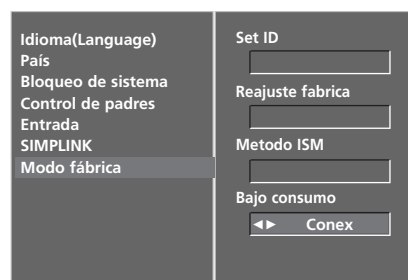 Idioma(Language)
País
Bloqueo de sistema
Control de padres
Entrada
SIMPLINK
Modo fábrica
Set ID
Reajuste fabrica
Metodo ISM
Bajo consumo
◄► Conex